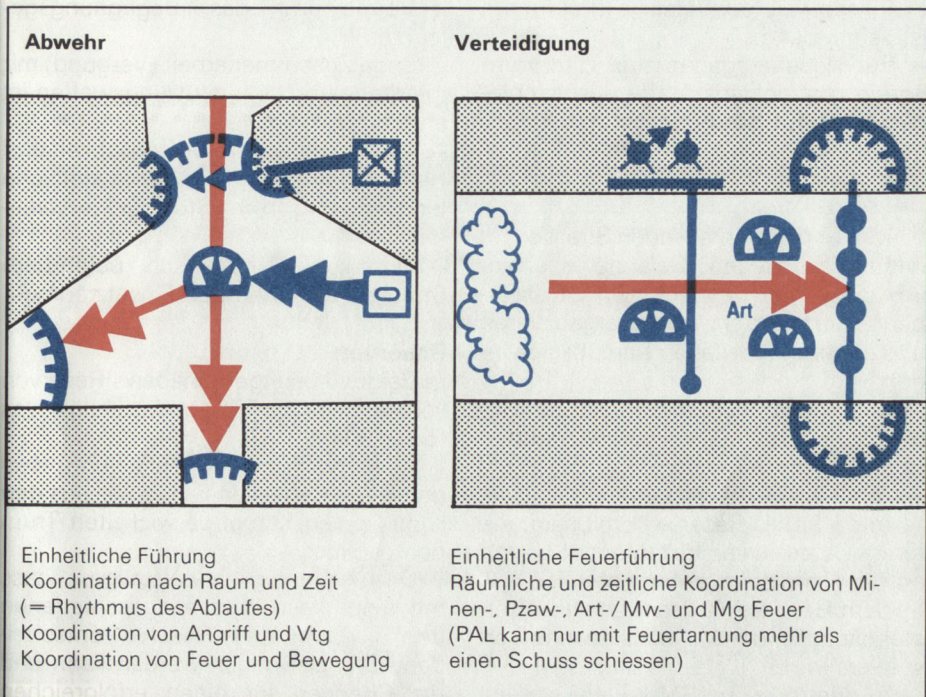 Abwehr
Verteidigung
Art
Einheitliche Führung
Koordination nach Raum und Zeit
(= Rhythmus des Ablaufes)
Koordination von Angriff und Vtg
Koordination von Feuer und Bewegung
Einheitliche Feuerführung
Räumliche und zeitliche Koordination von Mi-
nen-, Pzaw-, Art-/Mw- und Mg Feuer
(PAL kann nur mit Feuertarnung mehr als
einen Schuss schiessen)